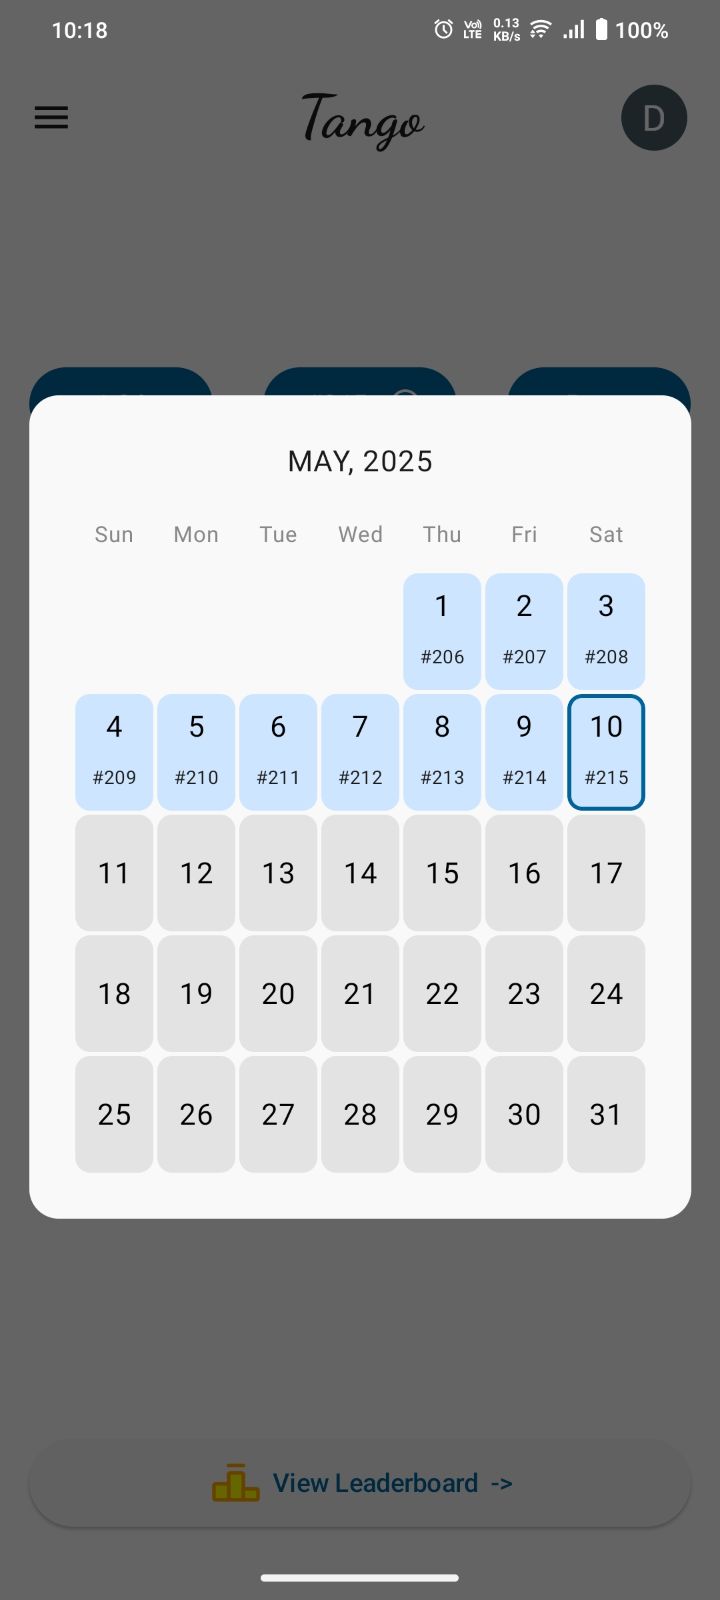 10:18 Vo) LTE 0.13 KB/s 100%
Tango D
MAY, 2025
Sun Mon Tue Wed Thu Fri Sat
1 2 3
#206 #207 #208
4 5 6 7 8 9 10
#209 #210 #211 #212 #213 #214 #215
11 12 13 14 15 16 17
18 19 20 21 22 23 24
25 26 27 28 29 30 31
View Leaderboard ->